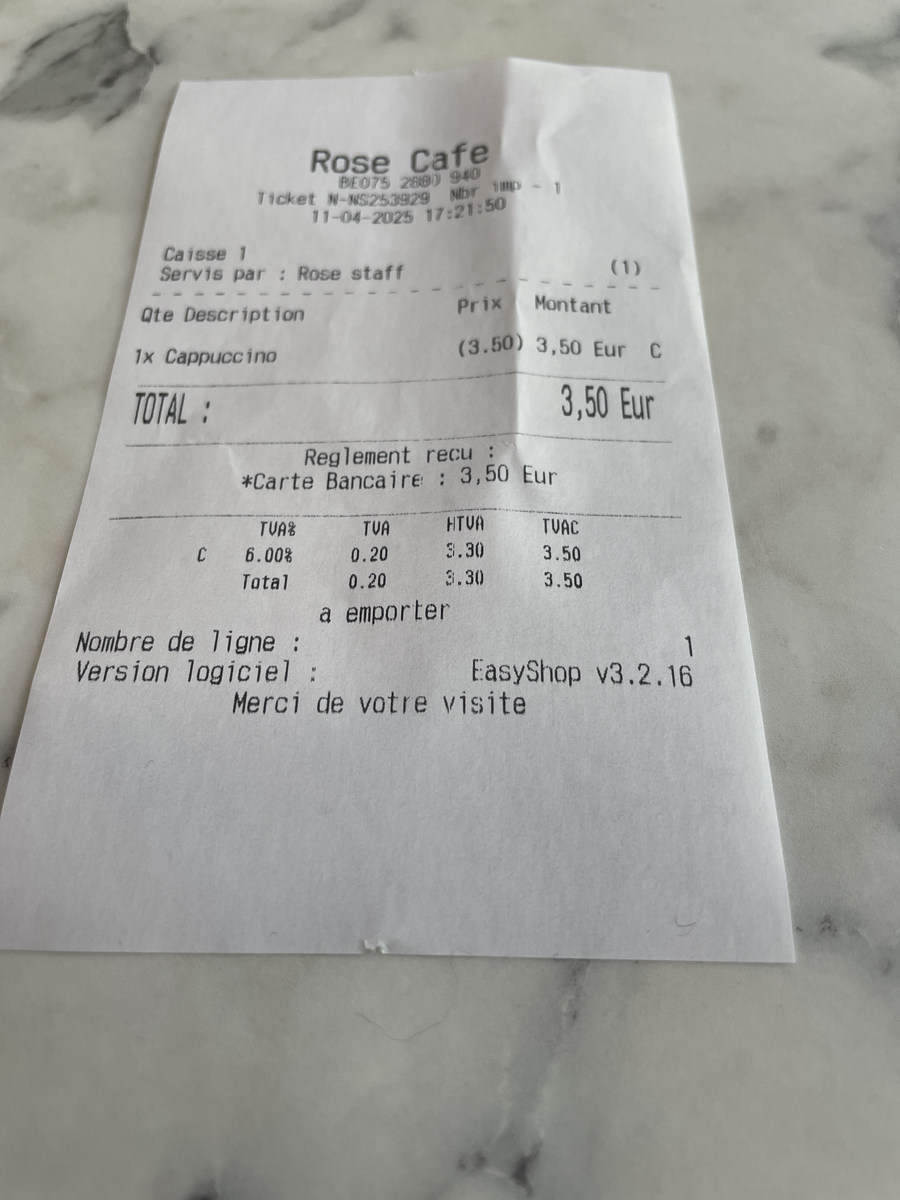 Rose Cafe
BE075 2880 940
Ticket N-NS253929 Nbr imp - 1
11-04-2025 17:21:50
Caisse 1
Servis par : Rose staff (1)
Qte Description Prix Montant
1x Cappuccino (3.50) 3,50 Eur C
TOTAL : 3,50 Eur
Reglement recu :
*Carte Bancaire : 3,50 Eur
TVA% TVA HTVA TVAC
C 6.00% 0.20 3.30 3.50
Total 0.20 3.30 3.50
a emporter
Nombre de ligne : 1
Version logiciel : EasyShop v3.2.16
Merci de votre visite